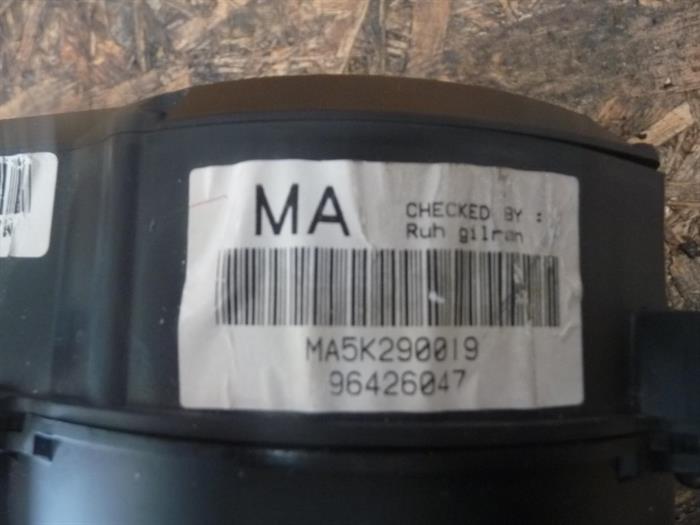 MA
CHECKED BY :
Ruh gilran
MA5K290019
96426047